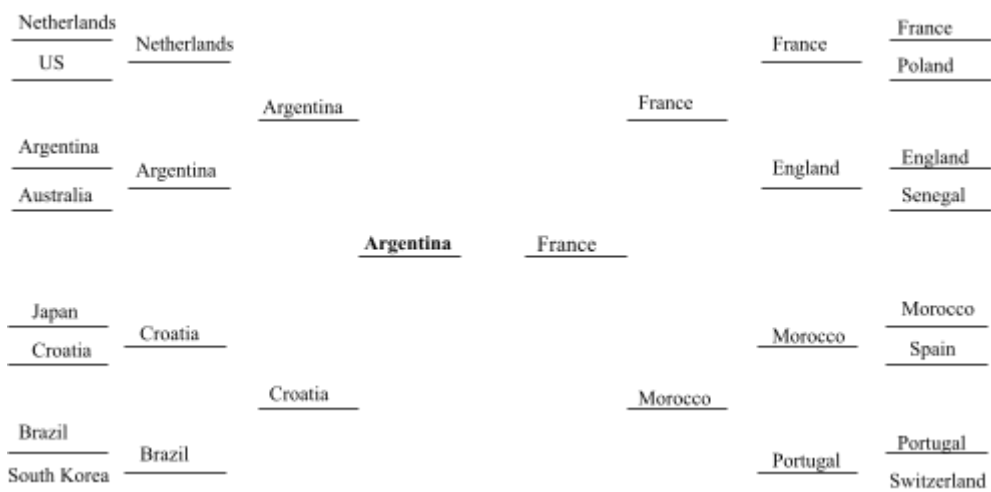 Netherlands
US
Netherlands
Argentina
Argentina
Australia
Argentina
Argentina
Japan
Croatia
Croatia
Croatia
Brazil
South Korea
Brazil
France
France
Poland
France
England
England
Senegal
France
Morocco
Morocco
Spain
Morocco
Portugal
Portugal
Switzerland